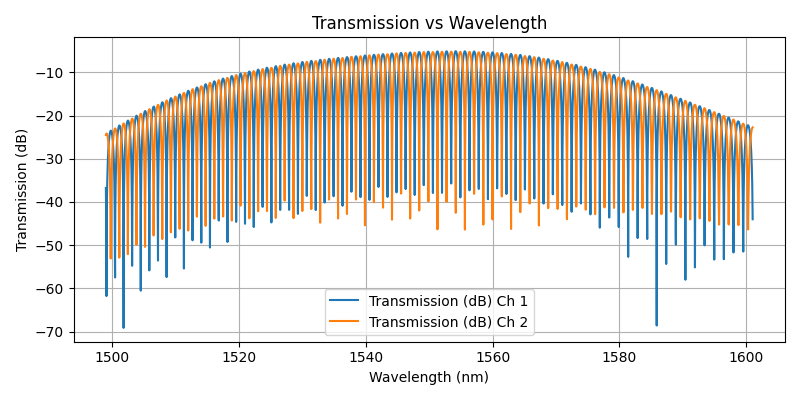 Transmission vs Wavelength
Transmission (dB)
−10
−20
−30
−40
−50
−60
−70
Transmission (dB) Ch 1
Transmission (dB) Ch 2
1500 1520 1540 1560 1580 1600
Wavelength (nm)